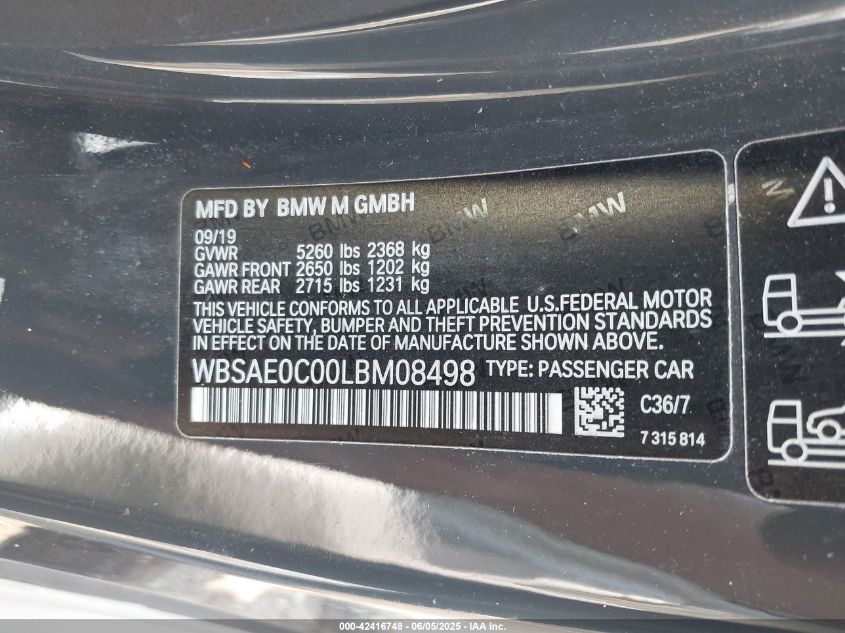 MFD BY BMW M GMBH
09/19
GVWR 5260 lbs 2368 kg
GAWR FRONT 2650 lbs 1202 kg
GAWR REAR 2715 lbs 1231 kg
THIS VEHICLE CONFORMS TO ALL APPLICABLE U.S.FEDERAL MOTOR
VEHICLE SAFETY, BUMPER AND THEFT PREVENTION STANDARDS
IN EFFECT ON THE DATE OF MANUFACTURE SHOWN ABOVE.
WBSAE0C00LBM08498 TYPE: PASSENGER CAR
C36/7
7 315 814
000-42416748 - 06/05/2025 - IAA Inc.